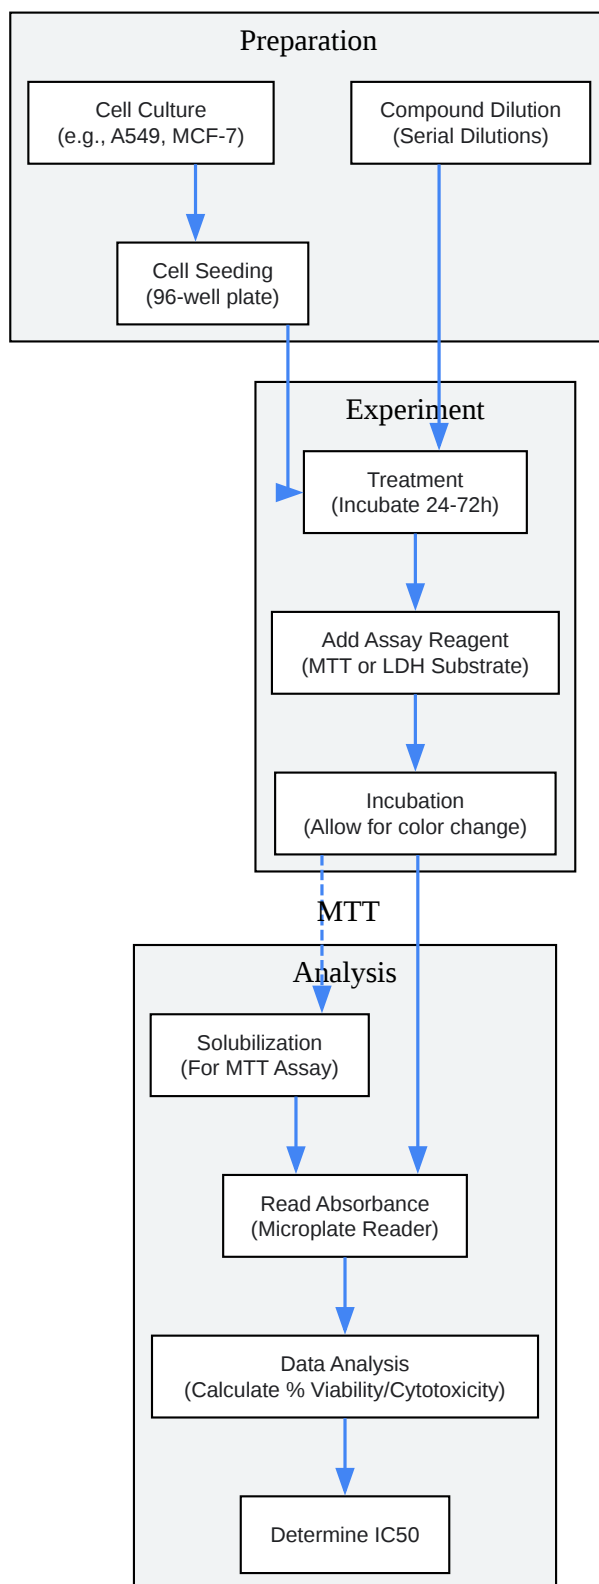 Preparation
Cell Culture
(e.g., A549, MCF-7)
Compound Dilution
(Serial Dilutions)
Cell Seeding
(96-well plate)
Experiment
Treatment
(Incubate 24-72h)
Add Assay Reagent
(MTT or LDH Substrate)
Incubation
(Allow for color change)
MTT
Analysis
Solubilization
(For MTT Assay)
Read Absorbance
(Microplate Reader)
Data Analysis
(Calculate % Viability/Cytotoxicity)
Determine IC50